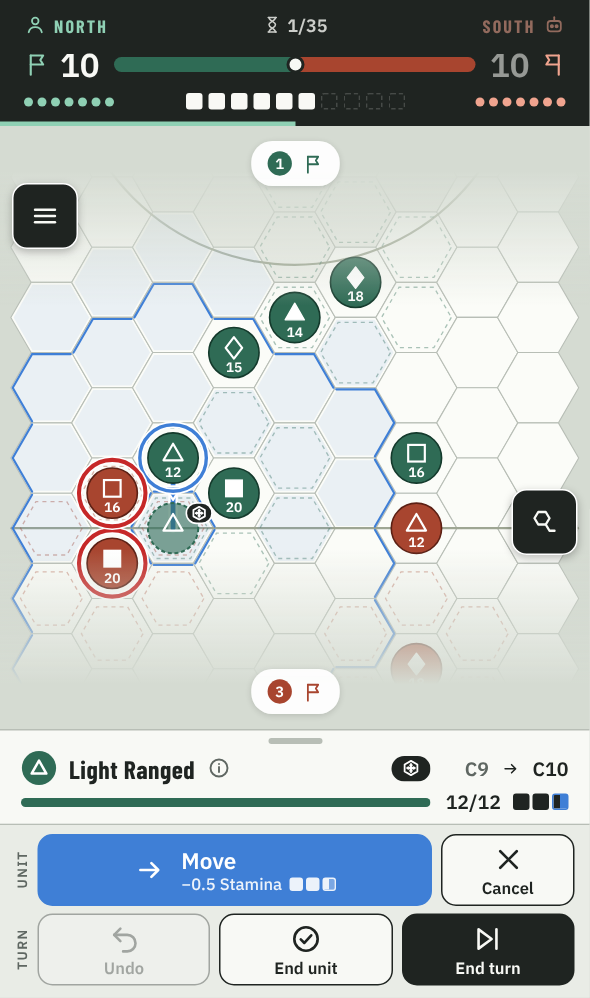 NORTH
1/35
SOUTH
10
10
1
18
14
15
12
16
16
20
12
20
3
Light Ranged
C9 → C10
12/12
UNIT
Move
−0.5 Stamina
Cancel
TURN
Undo
End unit
End turn